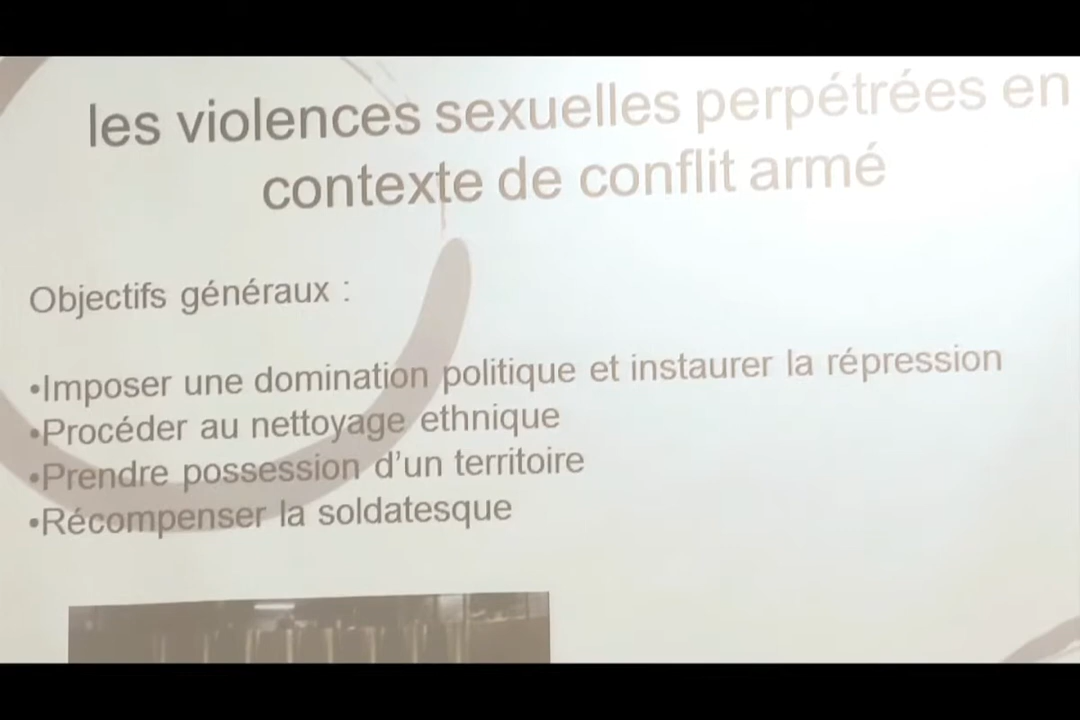 les violences sexuelles perpétrées en
contexte de conflit armé
Objectifs généraux :
•Imposer une domination politique et instaurer la répression
•Procéder au nettoyage ethnique
•Prendre possession d'un territoire
•Récompenser la soldatesque